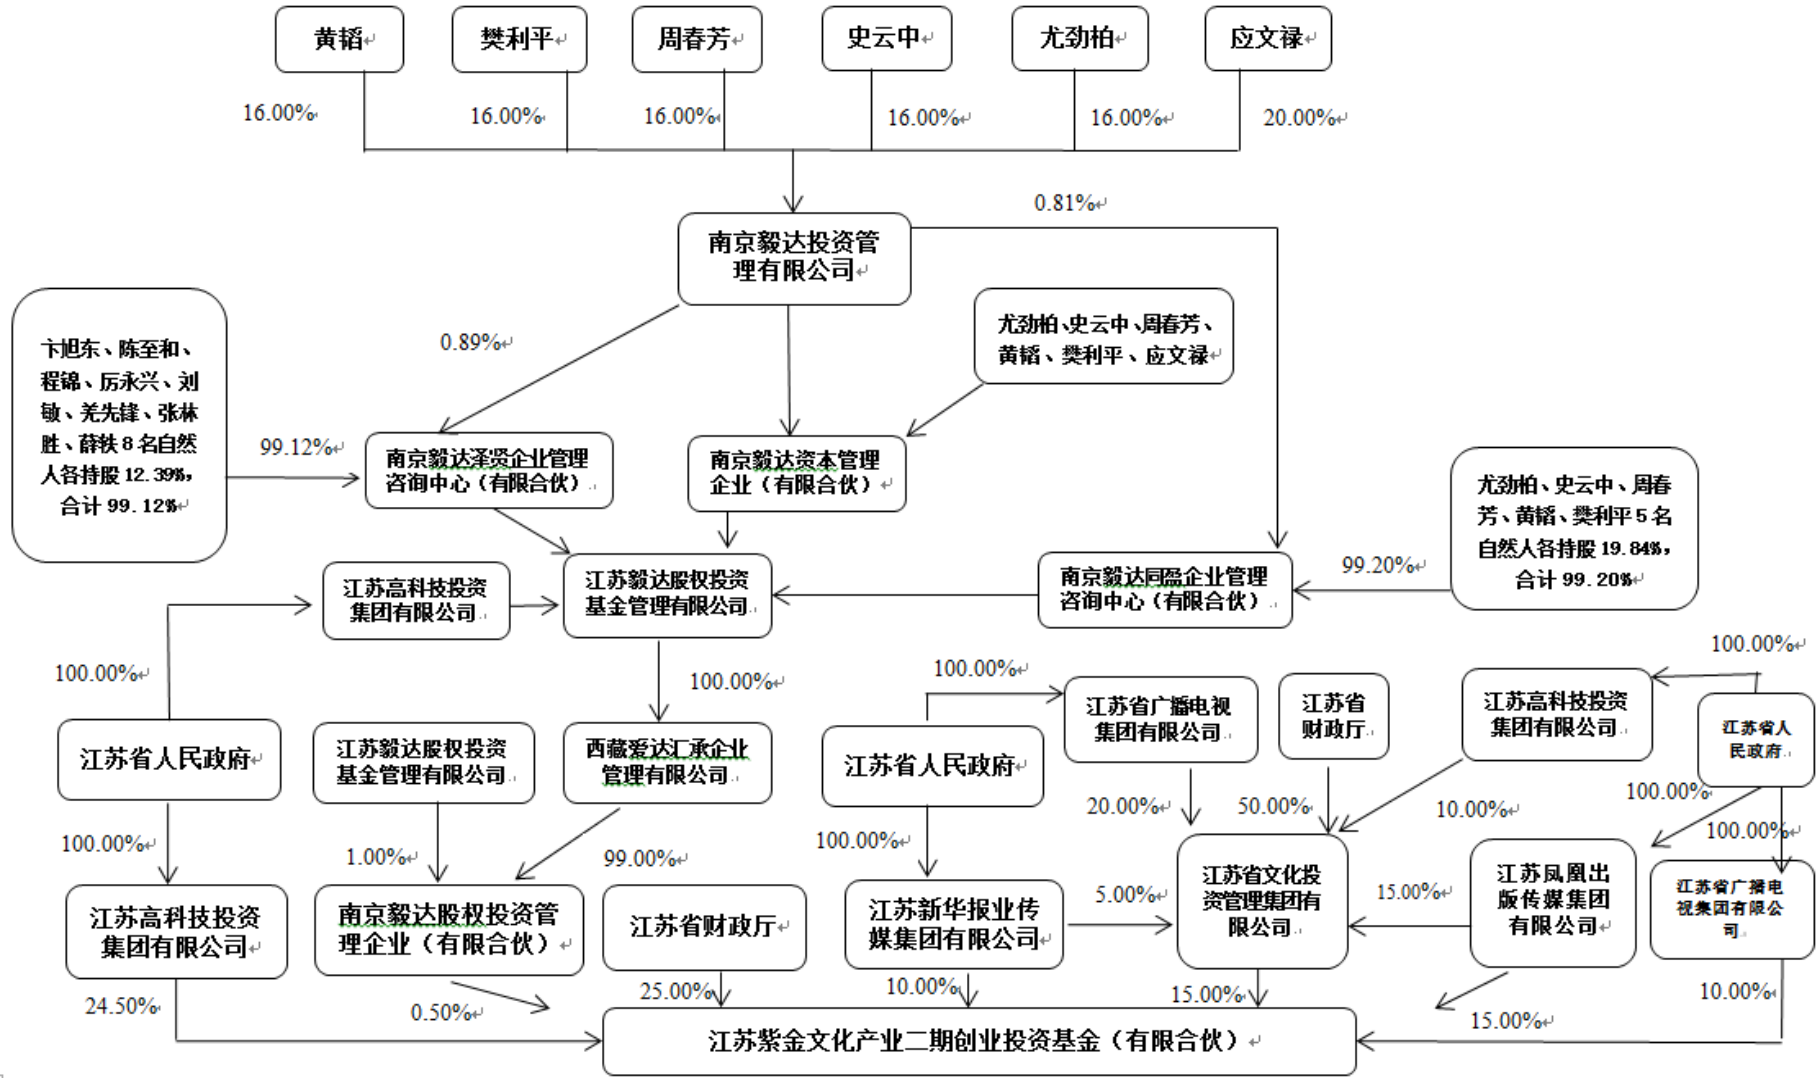 黄韬
樊利平
周春芳
史云中
尤劲柏
应文禄
16.00%
16.00%
16.00%
16.00%
16.00%
20.00%
0.81%
南京毅达投资管
理有限公司
尤劲柏、史云中、周春芳、
黄韬、樊利平、应文禄
0.89%
卞旭东、陈至和、
程锦、厉永兴、刘
敏、羌先锋、张林
胜、薛轶8名自然
人各持股12.39%,
合计99.12%
99.12%
南京毅达泽贤企业管理
咨询中心（有限合伙）
南京毅达资本管理
企业（有限合伙）
尤劲柏、史云中、周春
芳、黄韬、樊利平5名
自然人各持股19.84%,
合计99.20%
99.20%
江苏高科技投资
集团有限公司
江苏毅达股权投资
基金管理有限公司
南京毅达同盈企业管理
咨询中心（有限合伙）
100.00%
100.00%
100.00%
100.00%
江苏省人民政府
江苏毅达股权投资
基金管理有限公司
西藏爱达汇承企业
管理有限公司
江苏省人民政府
江苏省广播电视
集团有限公司
江苏省
财政厅
江苏高科技投资
集团有限公司
江苏省人
民政府
100.00%
1.00%
99.00%
100.00%
20.00%
50.00%
10.00%
100.00%
100.00%
江苏高科技投资
集团有限公司
南京毅达股权投资管
理企业（有限合伙）
江苏省财政厅
江苏新华报业传
媒集团有限公司
5.00%
江苏省文化投
资管理集团有
限公司
15.00%
江苏凤凰出
版传媒集团
有限公司
江苏省广播电
视集团有限公
司
24.50%
0.50%
25.00%
10.00%
15.00%
15.00%
10.00%
江苏紫金文化产业二期创业投资基金（有限合伙）